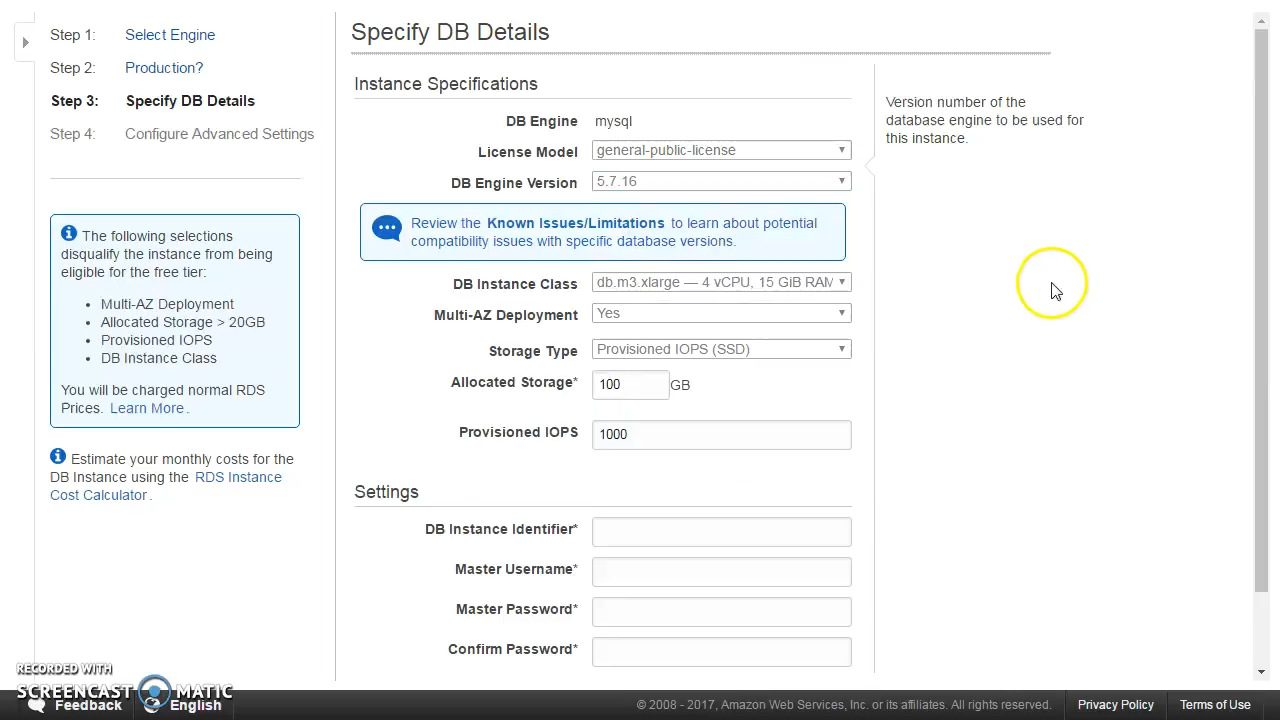 Step 1: Select Engine
Step 2: Production?
Step 3: Specify DB Details
Step 4: Configure Advanced Settings
The following selections
disqualify the instance from being
eligible for the free tier:
• Multi-AZ Deployment
• Allocated Storage > 20GB
• Provisioned IOPS
• DB Instance Class
You will be charged normal RDS
Prices. Learn More.
Estimate your monthly costs for the
DB Instance using the RDS Instance
Cost Calculator.
Specify DB Details
Instance Specifications
DB Engine mysql
License Model general-public-license
DB Engine Version 5.7.16
Review the Known Issues/Limitations to learn about potential
compatibility issues with specific database versions.
DB Instance Class db.m3.xlarge — 4 vCPU, 15 GiB RAM
Multi-AZ Deployment Yes
Storage Type Provisioned IOPS (SSD)
Allocated Storage* 100 GB
Provisioned IOPS 1000
Settings
DB Instance Identifier*
Master Username*
Master Password*
Confirm Password*
Version number of the
database engine to be used for
this instance.
RECORDED WITH
SCREENCAST MATIC
Feedback English
© 2008 - 2017, Amazon Web Services, Inc. or its affiliates. All rights reserved. Privacy Policy Terms of Use